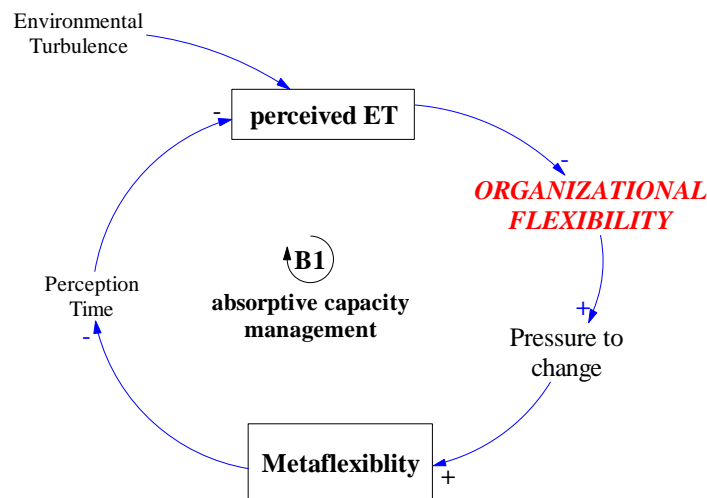 Environmental
Turbulence
-
perceived ET
-
ORGANIZATIONAL
FLEXIBILITY
B1
absorptive capacity
management
Perception
Time
-
+
Pressure to
change
Metaflexiblity
+